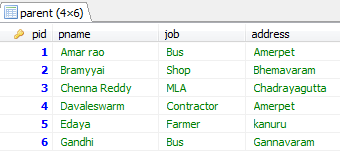 parent (4×6)
pid pname job address
1 Amar rao Bus Amerpet
2 Bramyyai Shop Bhemavaram
3 Chenna Reddy MLA Chadrayagutta
4 Davaleswarm Contractor Amerpet
5 Edaya Farmer kanuru
6 Gandhi Bus Gannavaram